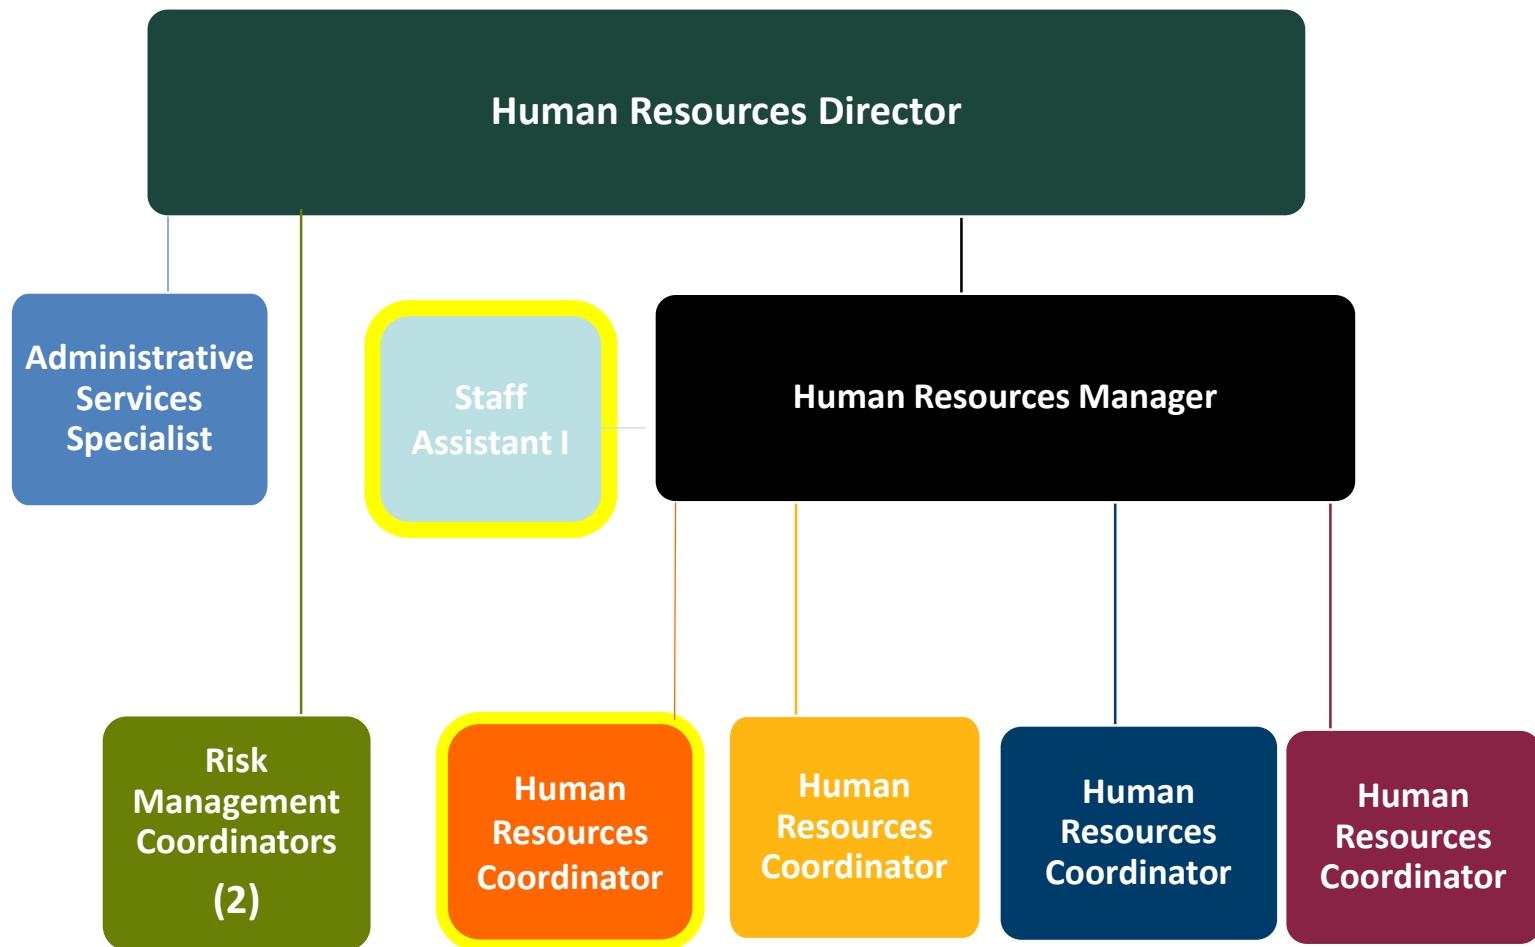 Human Resources Director
Administrative
Services
Specialist
Staff
Assistant I
Human Resources Manager
Risk
Management
Coordinators
(2)
Human
Resources
Coordinator
Human
Resources
Coordinator
Human
Resources
Coordinator
Human
Resources
Coordinator